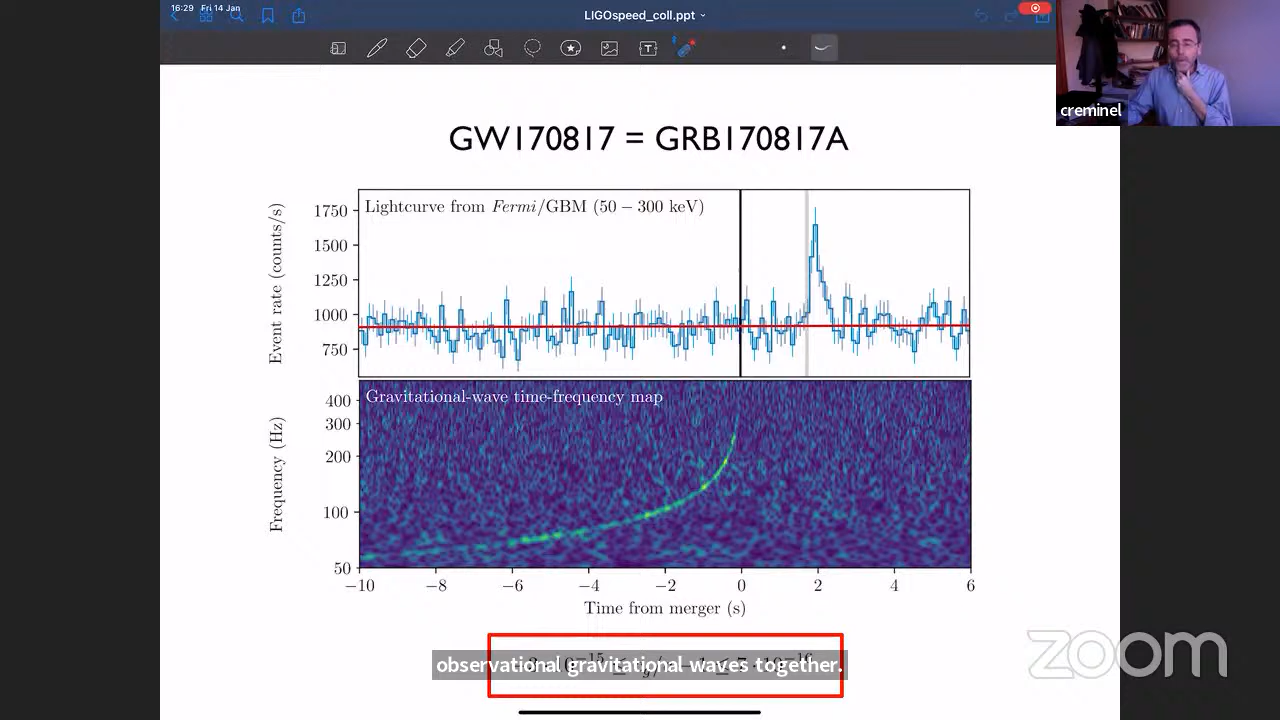 16:29 Fri 14 Jan
LIGOspeed_coll.ppt
T
creminel
GW170817 = GRB170817A
Lightcurve from Fermi/GBM (50 − 300 keV)
Event rate (counts/s)
1750
1500
1250
1000
750
Gravitational-wave time-frequency map
Frequency (Hz)
400
300
200
100
50
−10 −8 −6 −4 −2 0 2 4 6
Time from merger (s)
observational gravitational waves together.
zoom